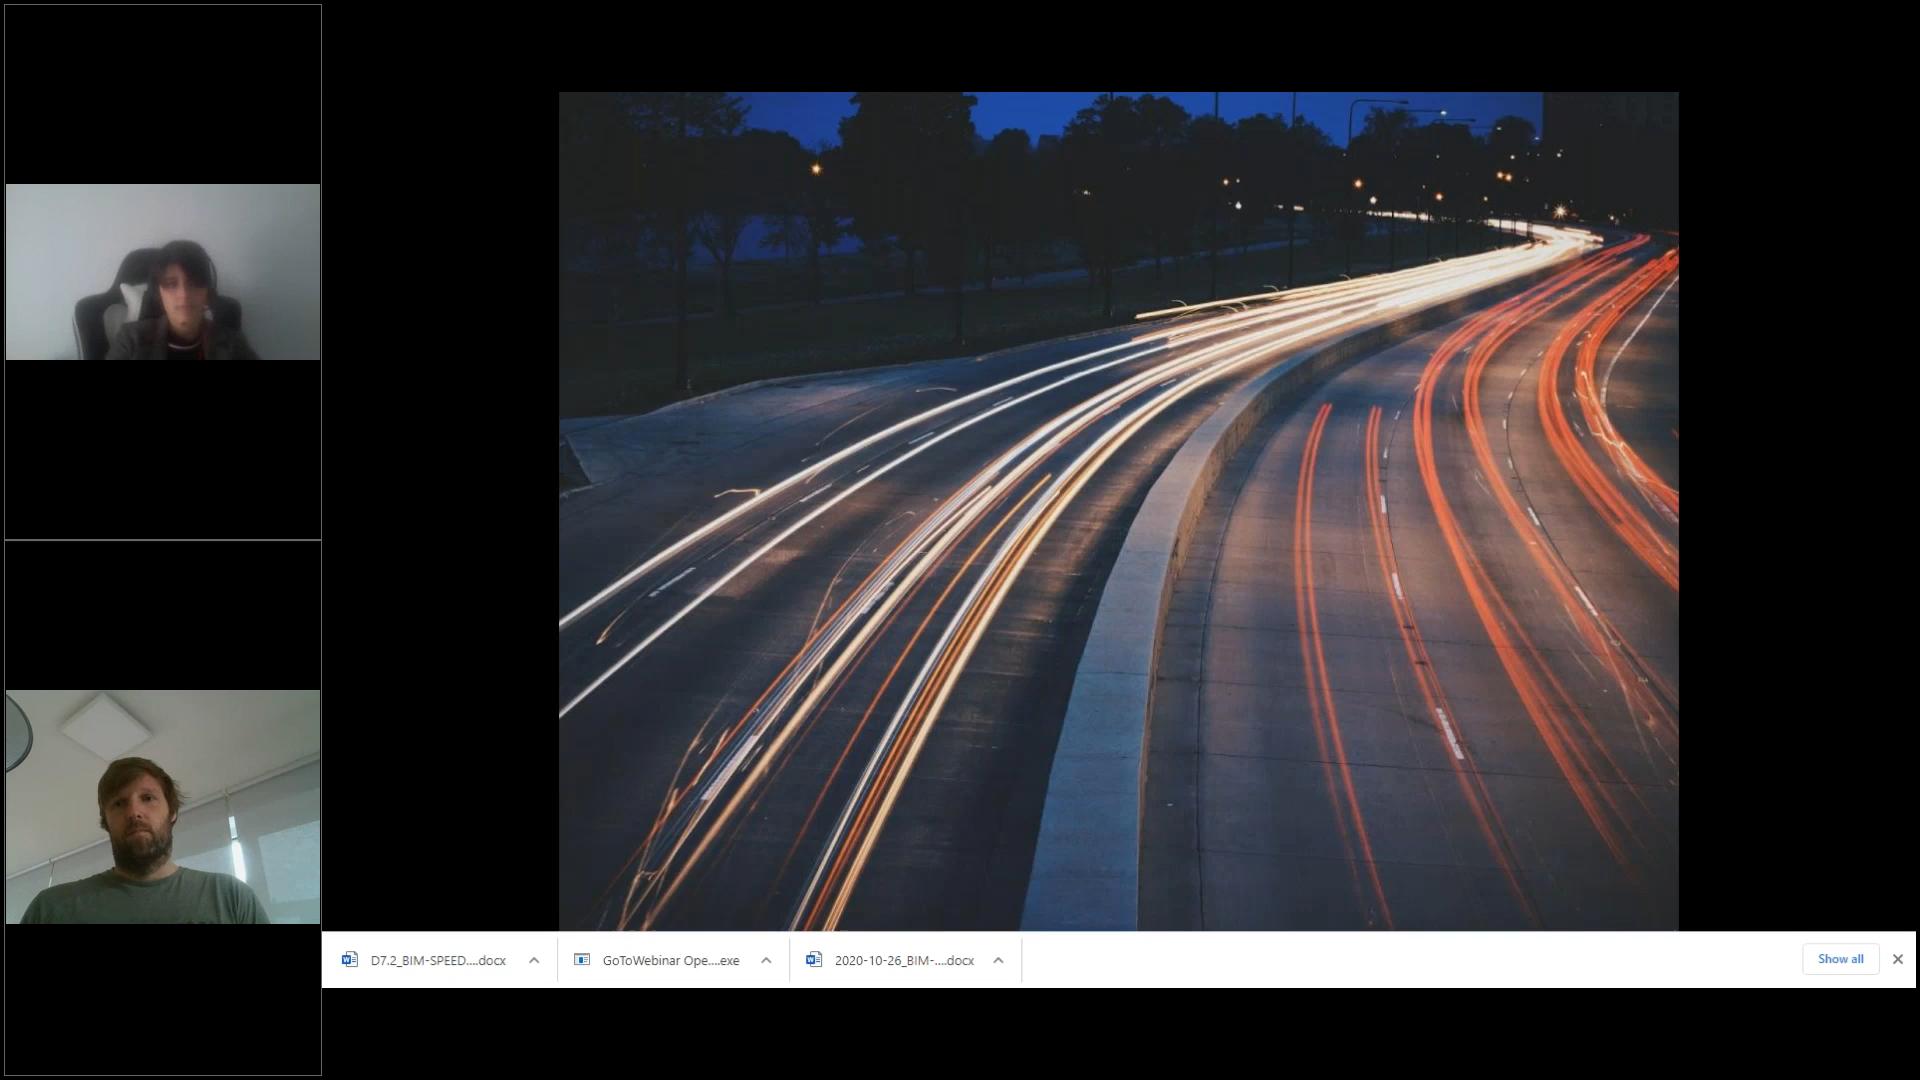 D7.2_BIM-SPEED....docx
GoToWebinar Ope....exe
2020-10-26_BIM-....docx
Show all